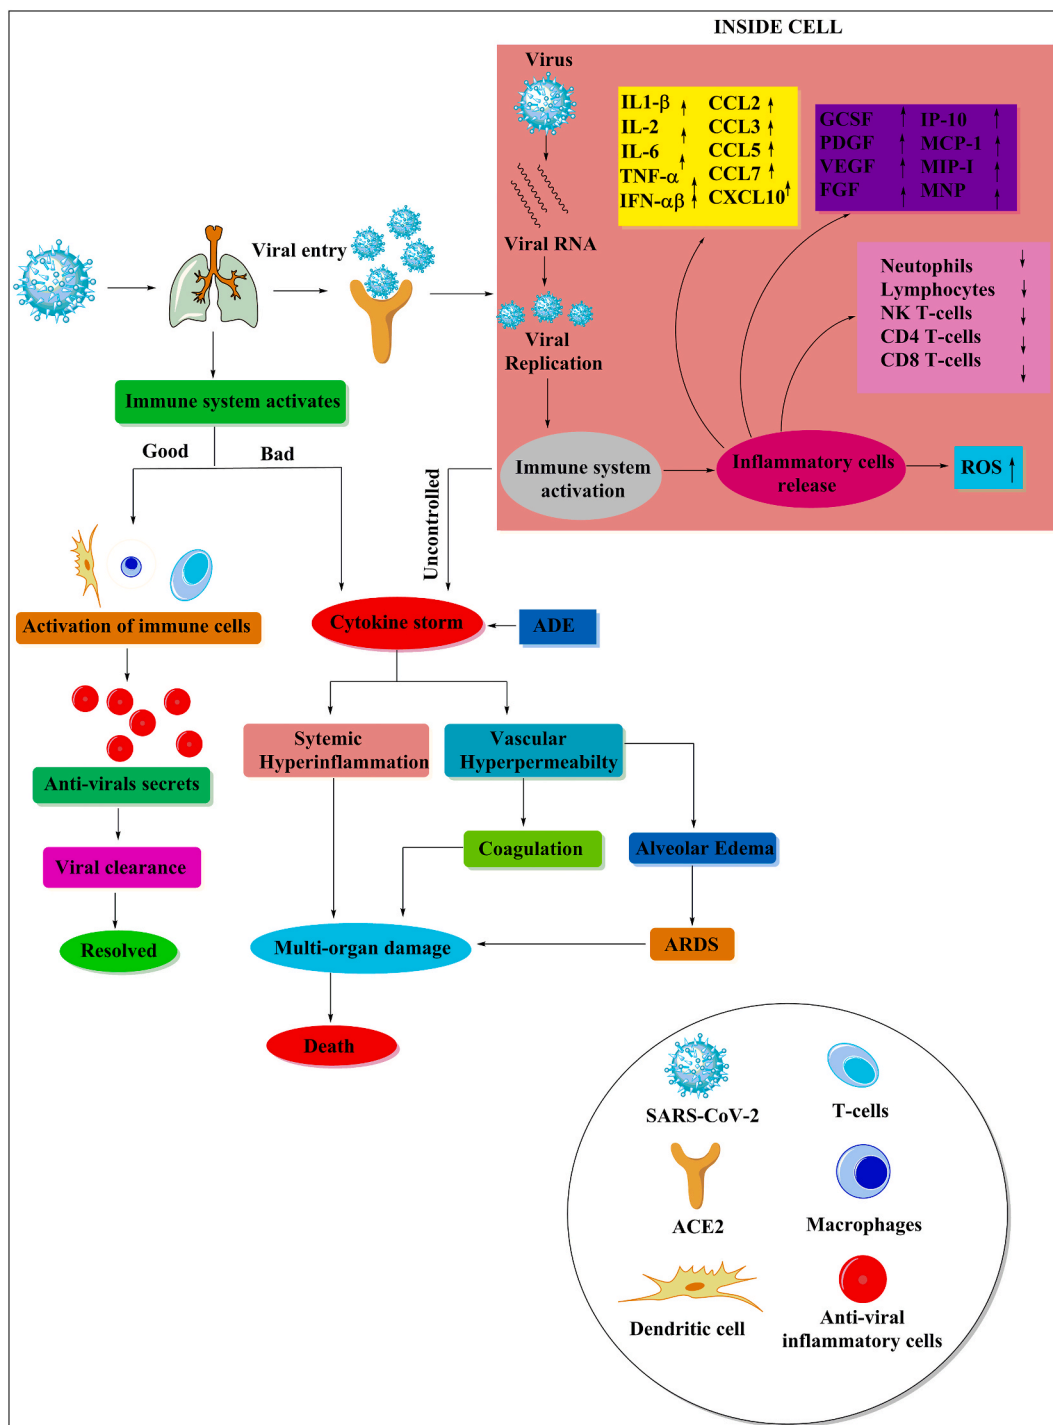 INSIDE CELL
Virus
IL1-β
IL-2
IL-6
TNF-α
IFN-αβ
CCL2
CCL3
CCL5
CCL7
CXCL10
GCSF
PDGF
VEGF
FGF
IP-10
MCP-1
MIP-I
MNP
Viral entry
Viral RNA
Neutophils
Lymphocytes
NK T-cells
CD4 T-cells
CD8 T-cells
Viral
Replication
Immune system activates
Good
Bad
Uncontrolled
Immune system
activation
Inflammatory cells
release
ROS
Activation of immune cells
Cytokine storm
ADE
Sytemic
Hyperinflammation
Vascular
Hyperpermeabilty
Anti-virals secrets
Coagulation
Alveolar Edema
Viral clearance
Resolved
Multi-organ damage
ARDS
Death
SARS-CoV-2
T-cells
ACE2
Macrophages
Dendritic cell
Anti-viral
inflammatory cells